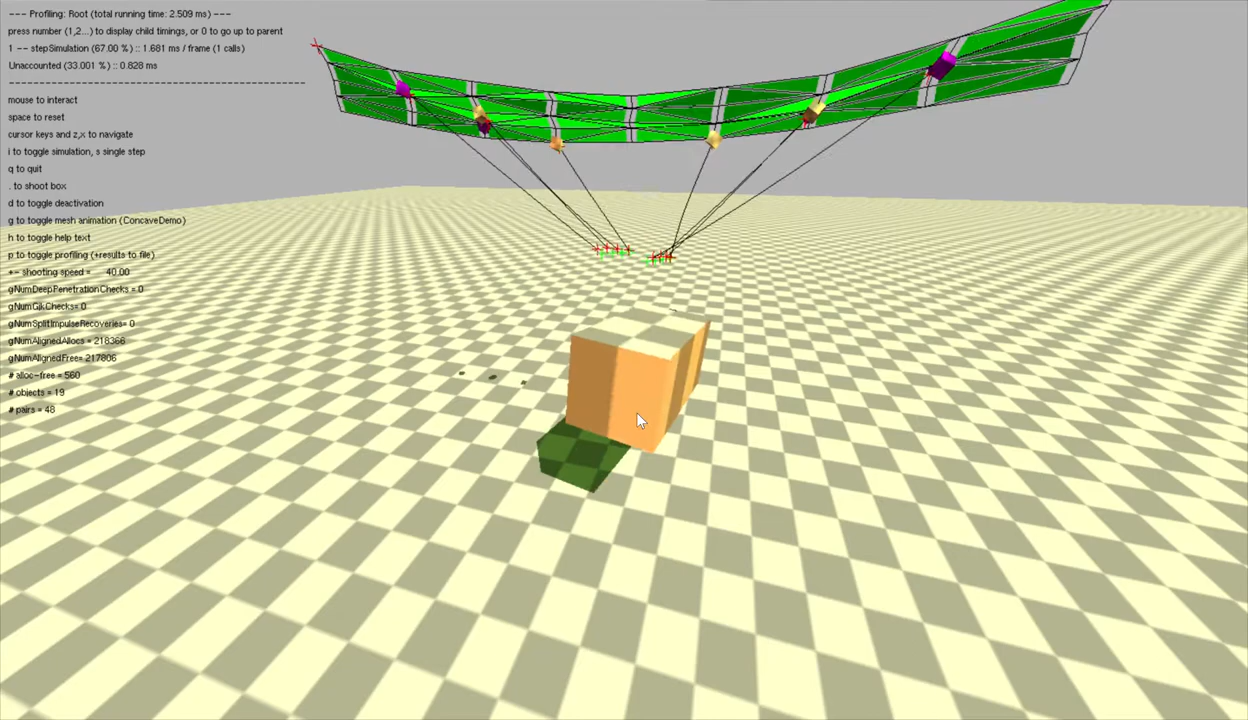 --- Profiling: Root (total running time: 2.509 ms) ---
press number (1,2...) to display child timings, or 0 to go up to parent
1 -- stepSimulation (67.00 %) :: 1.681 ms / frame (1 calls)
Unaccounted (33.001 %) :: 0.828 ms
-------------------------------------------------
mouse to interact
space to reset
cursor keys and z,x to navigate
i to toggle simulation, s single step
q to quit
. to shoot box
d to toggle deactivation
g to toggle mesh animation (ConcaveDemo)
h to toggle help text
p to toggle profiling (+results to file)
+- shooting speed = 40.00
gNumDeepPenetrationChecks = 0
gNumGjkChecks= 0
gNumSplitImpulseRecoveries= 0
gNumAlignedAllocs = 218366
gNumAlignedFree= 217806
# alloc-free = 560
# objects = 19
# pairs = 48